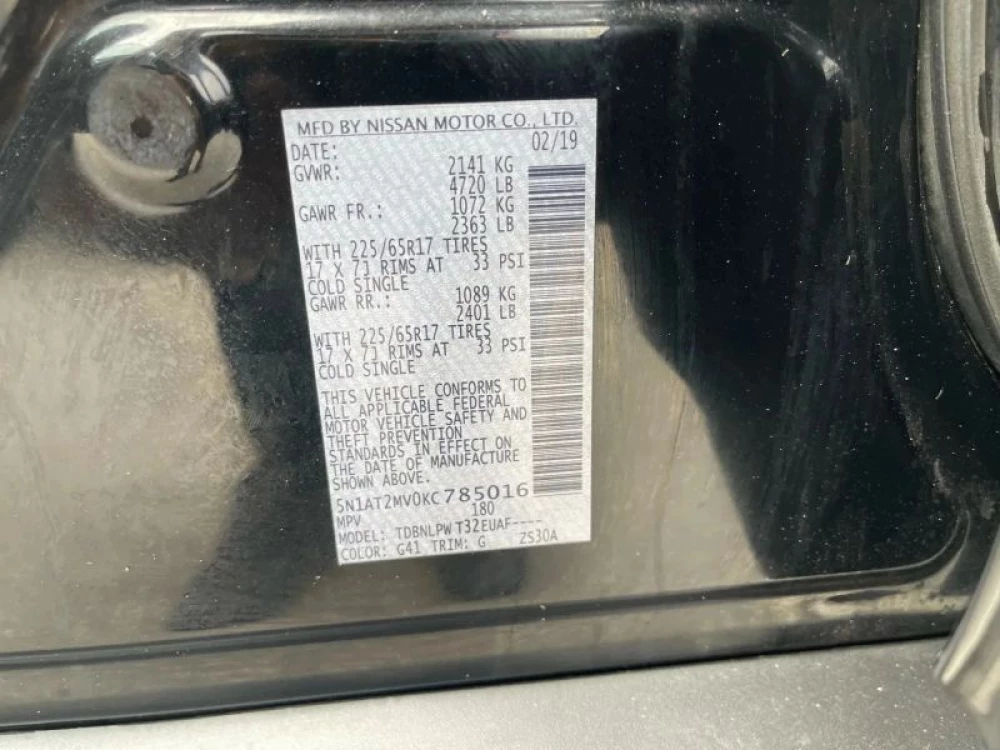 MFD BY NISSAN MOTOR CO., LTD.
DATE: 02/19
GVWR: 2141 KG
4720 LB
GAWR FR.: 1072 KG
2363 LB
WITH 225/65R17 TIRES
17 X 7J RIMS AT 33 PSI
COLD SINGLE
GAWR RR.: 1089 KG
2401 LB
WITH 225/65R17 TIRES
17 X 7J RIMS AT 33 PSI
COLD SINGLE
THIS VEHICLE CONFORMS TO
ALL APPLICABLE FEDERAL
MOTOR VEHICLE SAFETY AND
THEFT PREVENTION
STANDARDS IN EFFECT ON
THE DATE OF MANUFACTURE
SHOWN ABOVE.
5N1AT2MV0KC785016
MPV 180
MODEL: TDBNLPW T32EUAF----
COLOR: G41 TRIM: G ZS30A